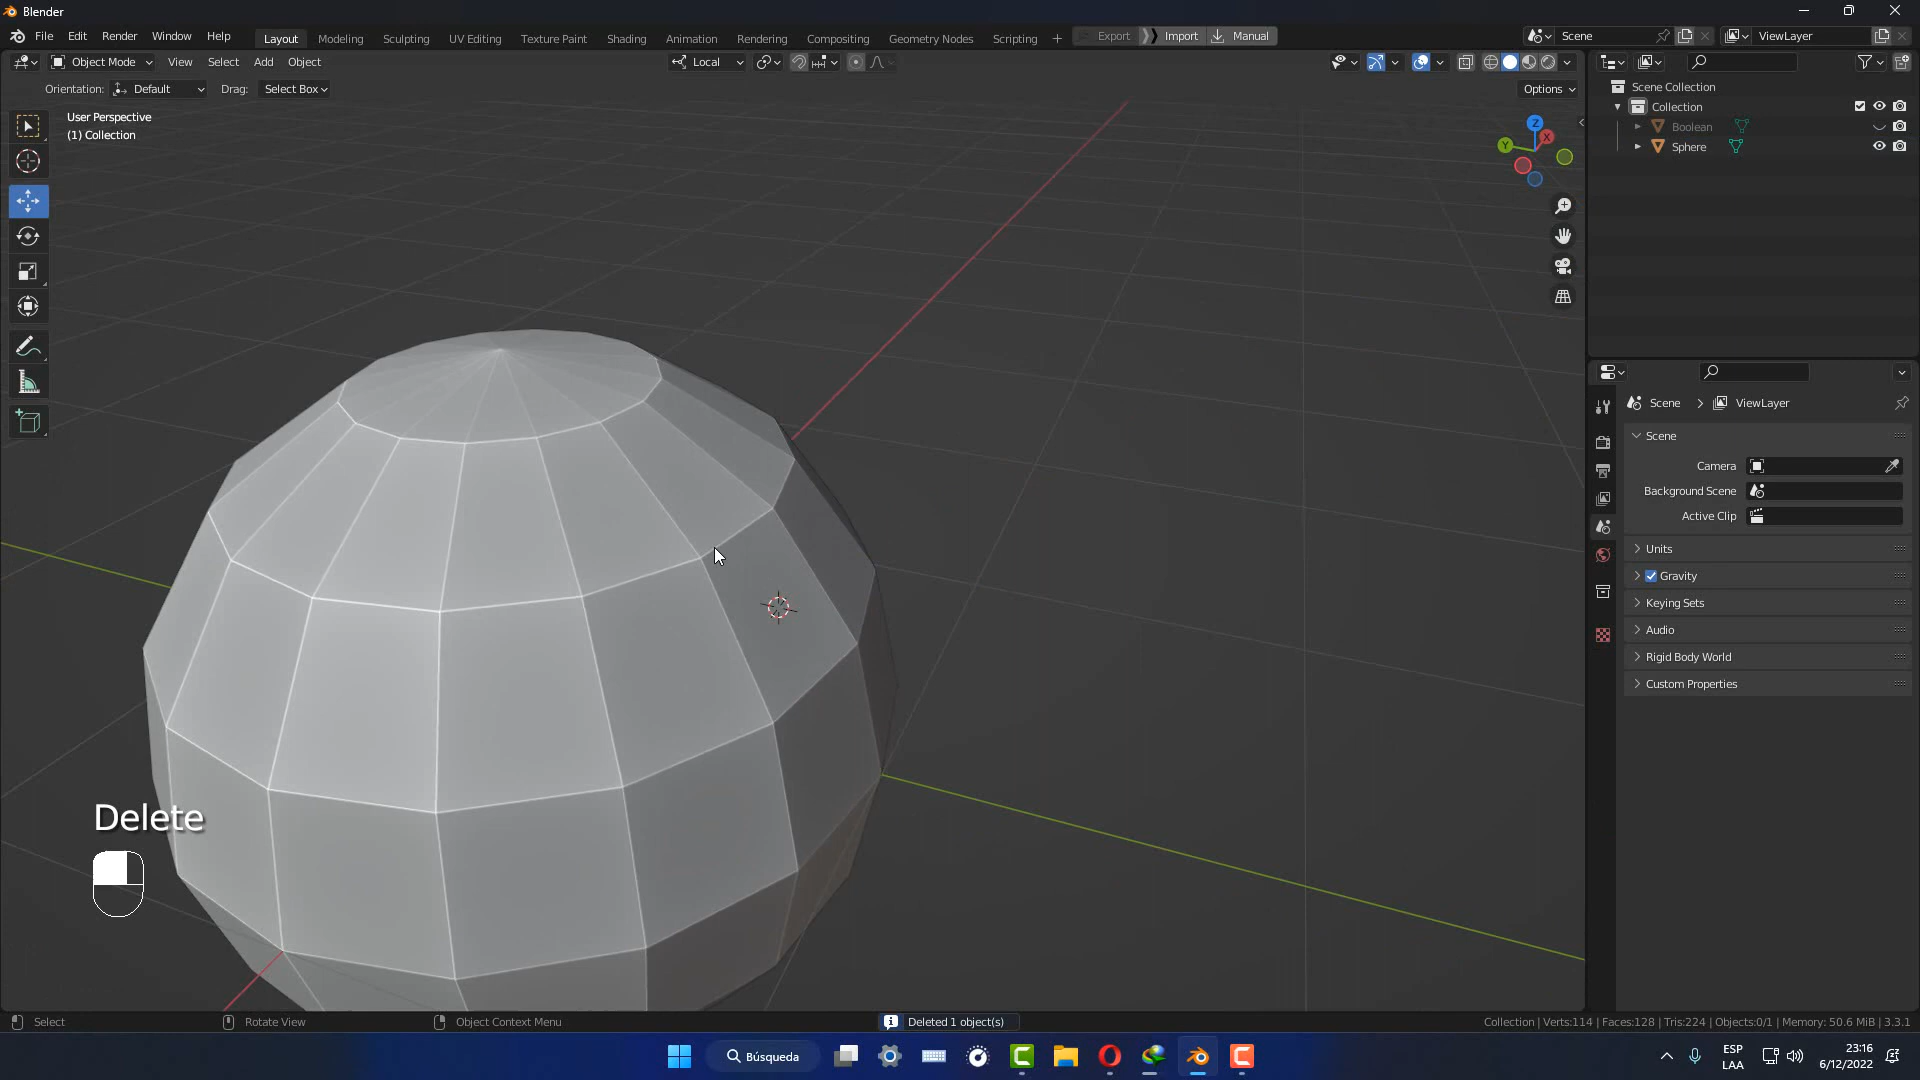 Blender
File Edit Render Window Help Layout Modeling Sculpting UV Editing Texture Paint Shading Animation Rendering Compositing Geometry Nodes Scripting + Export Import Manual Scene ViewLayer
Object Mode View Select Add Object Local
Orientation: Default Drag: Select Box Options
User Perspective
(1) Collection
Z
X
Y
Scene Collection
Collection
Boolean
Sphere
Scene > ViewLayer
Scene
Camera
Background Scene
Active Clip
Units
Gravity
Keying Sets
Audio
Rigid Body World
Custom Properties
Delete
Select Rotate View Object Context Menu Deleted 1 object(s) Collection | Verts:114 | Faces:128 | Tris:224 | Objects:0/1 | Memory: 50.6 MiB | 3.3.1
Búsqueda
ESP
LAA
23:16
6/12/2022